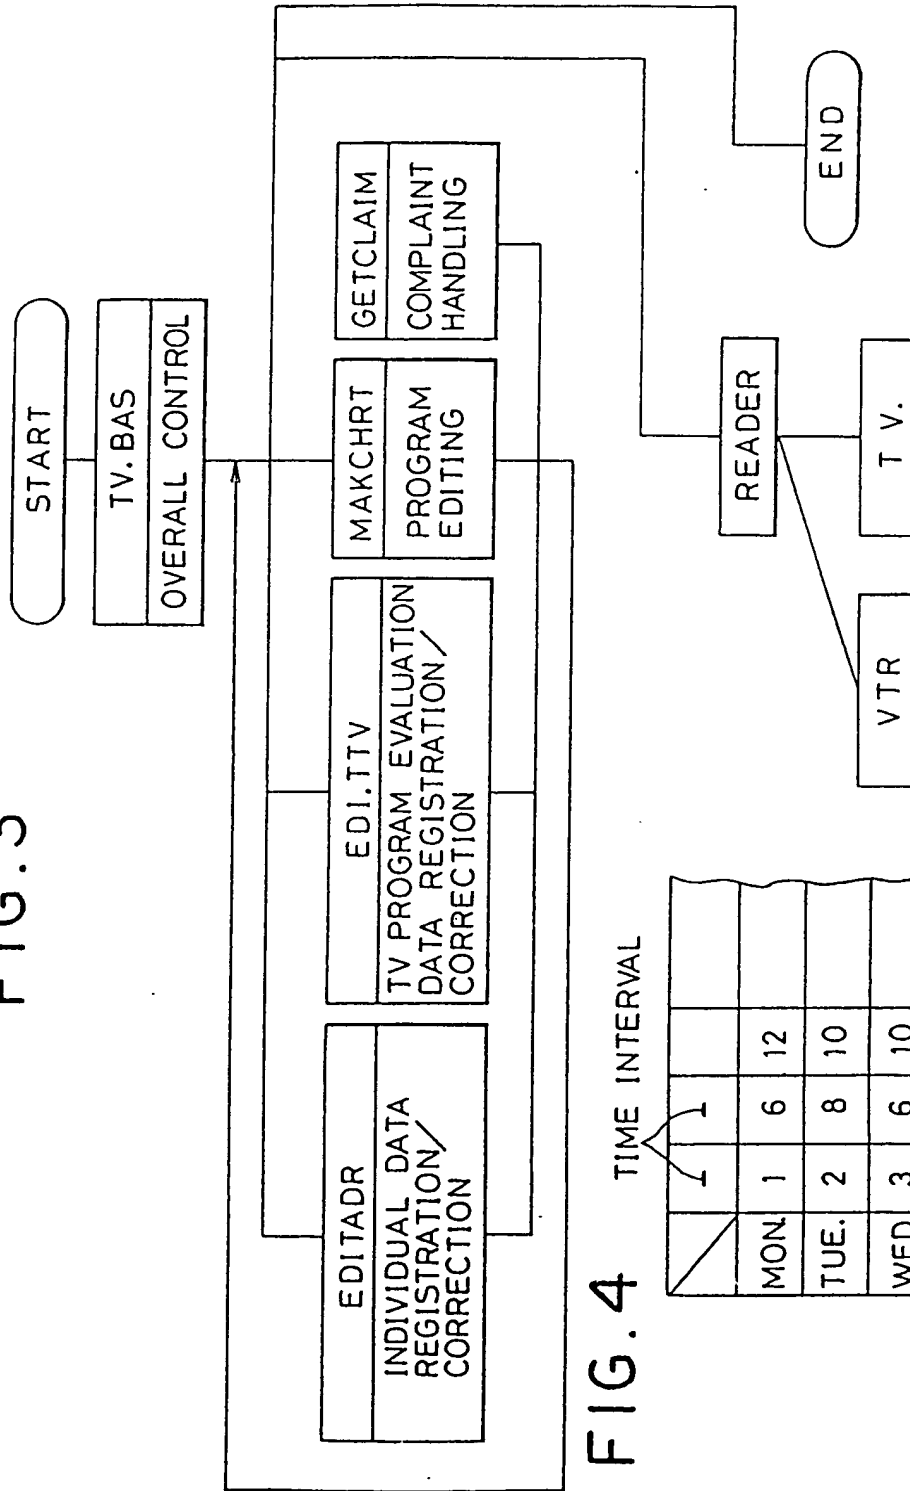 FIG. 3
START
TV. BAS
OVERALL CONTROL
EDITADR
INDIVIDUAL DATA
REGISTRATION/
CORRECTION
EDI.TTV
TV PROGRAM EVALUATION
DATA REGISTRATION/
CORRECTION
MAKCHRT
PROGRAM
EDITING
GETCLAIM
COMPLAINT
HANDLING
READER
END
VTR
T V.
FIG. 4
TIME INTERVAL
MON. 1 6 12
TUE. 2 8 10
WED. 3 6 10